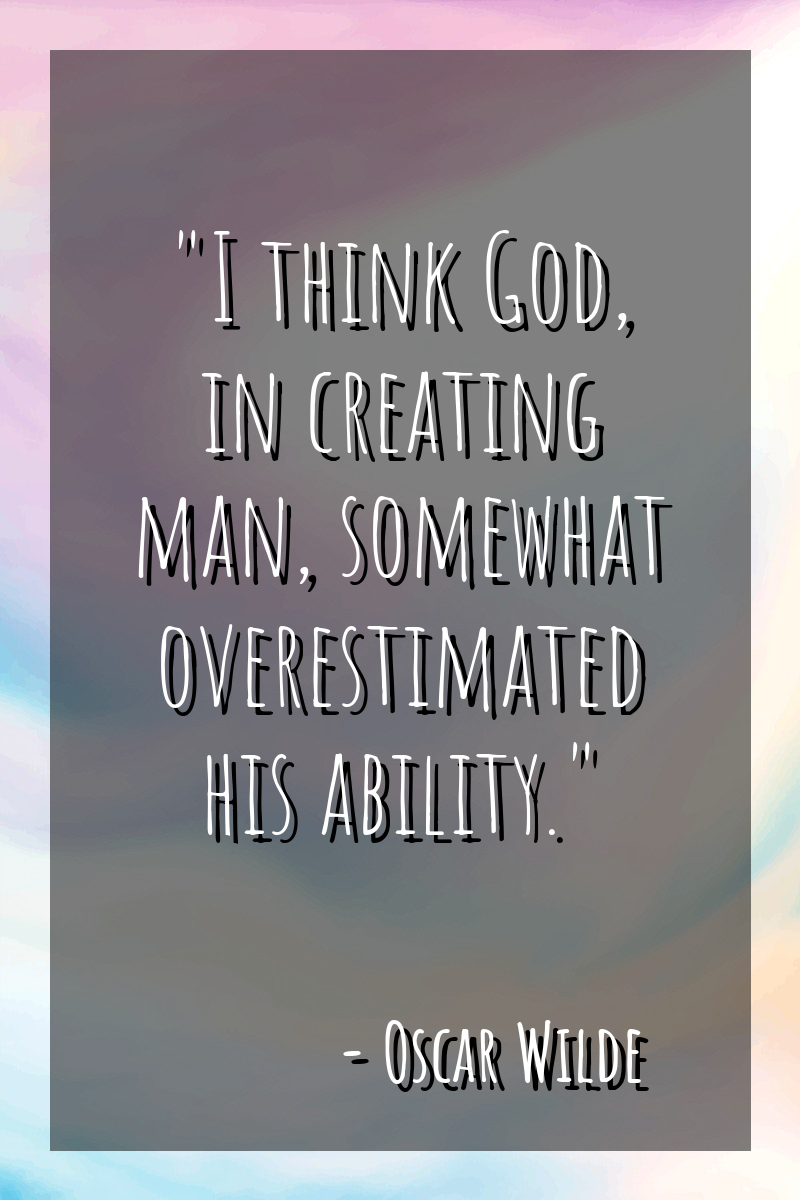 "I think God,
in creating
man, somewhat
overestimated
his ability."
- Oscar Wilde